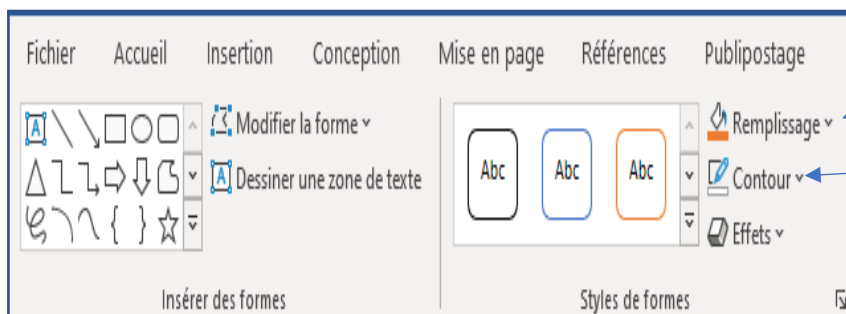 Fichier Accueil Insertion Conception Mise en page Références Publipostage
A Modifier la forme Remplissage
Abc Abc Abc
A Dessiner une zone de texte Contour
Effets
Insérer des formes Styles de formes